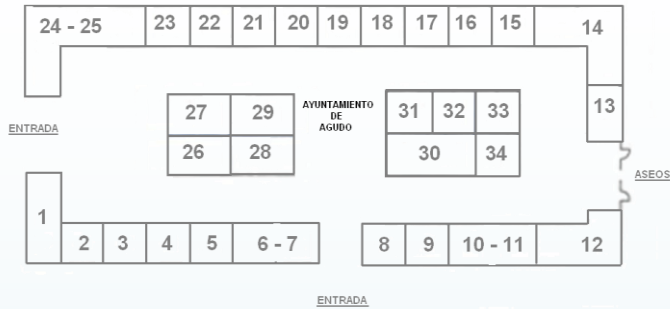 24 - 25 23 22 21 20 19 18 17 16 15 14
27 29 AYUNTAMIENTO 31 32 33 13
DE
AGUDO
ENTRADA
26 28 30 34
ASEOS
1
2 3 4 5 6 - 7 8 9 10 - 11 12
ENTRADA